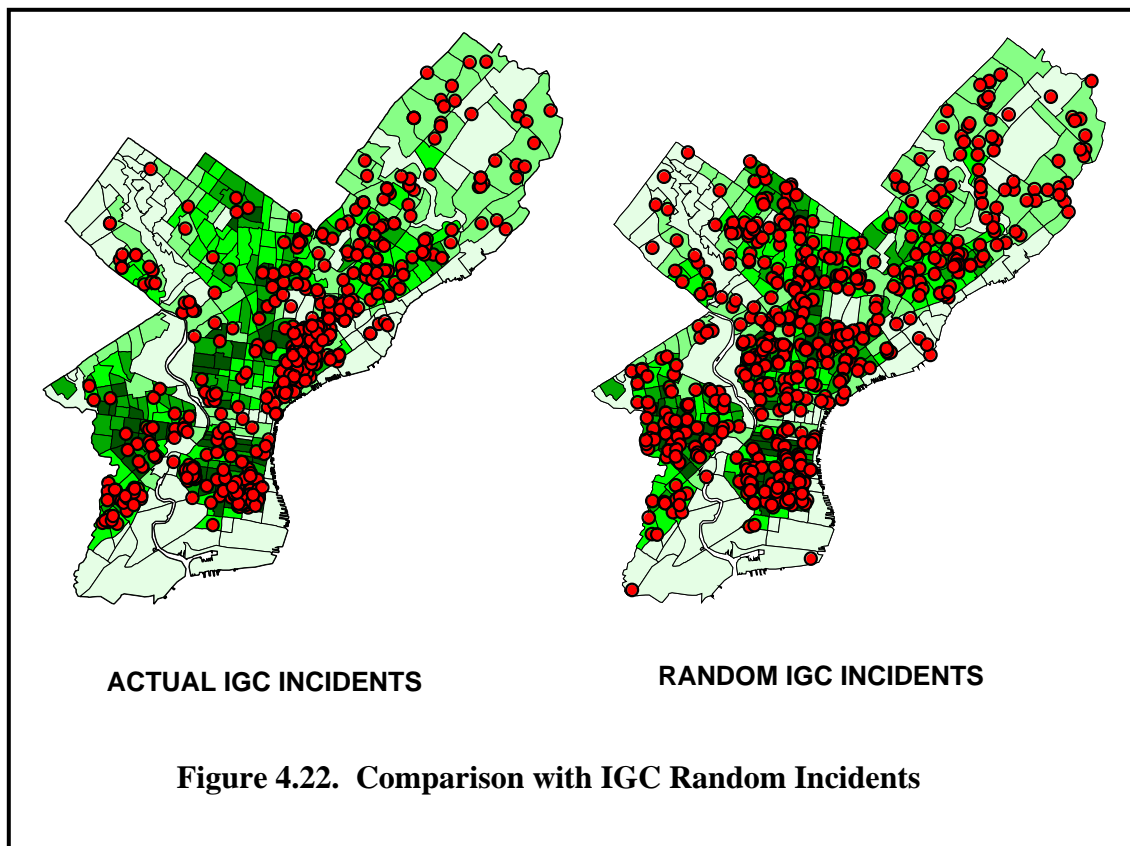 ACTUAL IGC INCIDENTS
RANDOM IGC INCIDENTS
Figure 4.22. Comparison with IGC Random Incidents